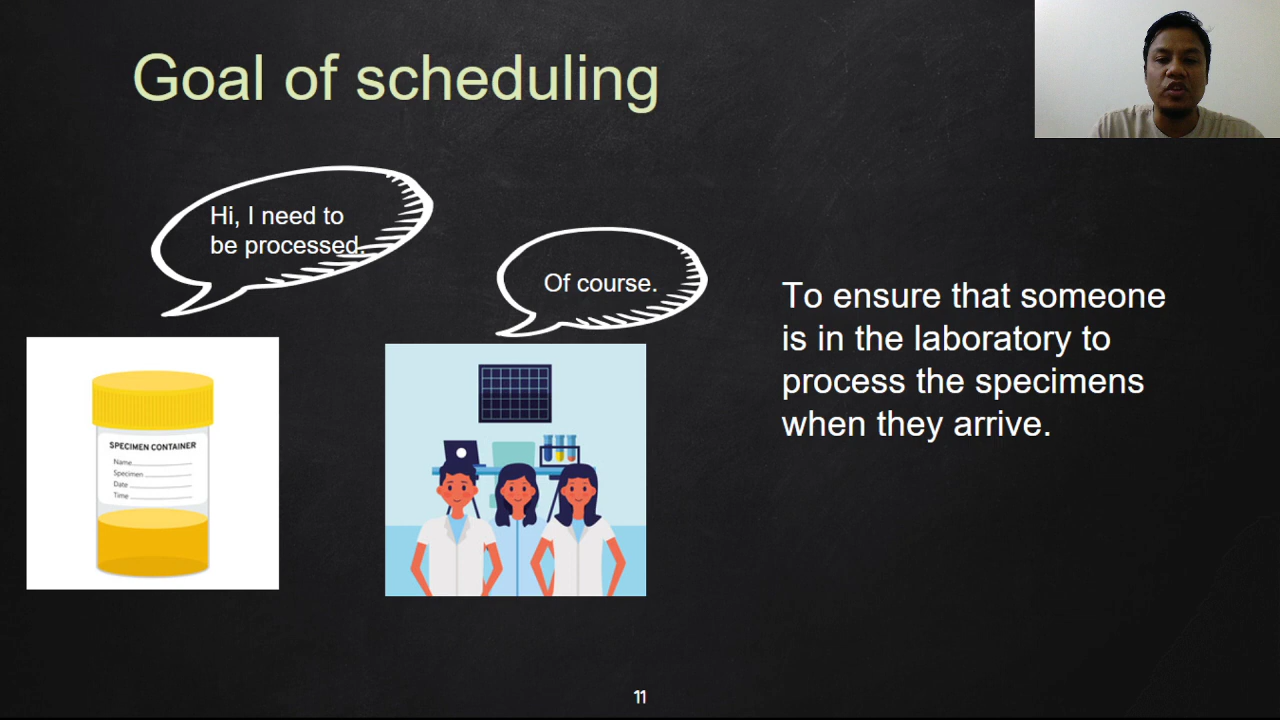 Goal of scheduling
Hi, I need to
be processed.
Of course.
To ensure that someone
is in the laboratory to
process the specimens
when they arrive.
SPECIMEN CONTAINER
Name
Specimen
Date
Time
11